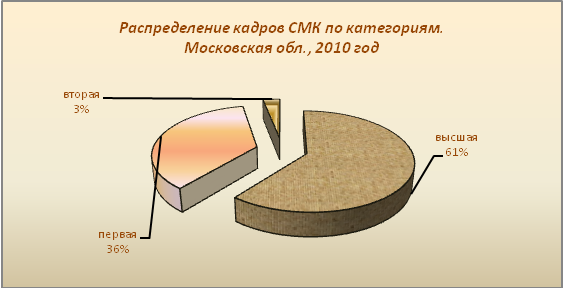 Распределение кадров СМК по категориям.
Московская обл., 2010 год
вторая
3%
высшая
61%
первая
36%